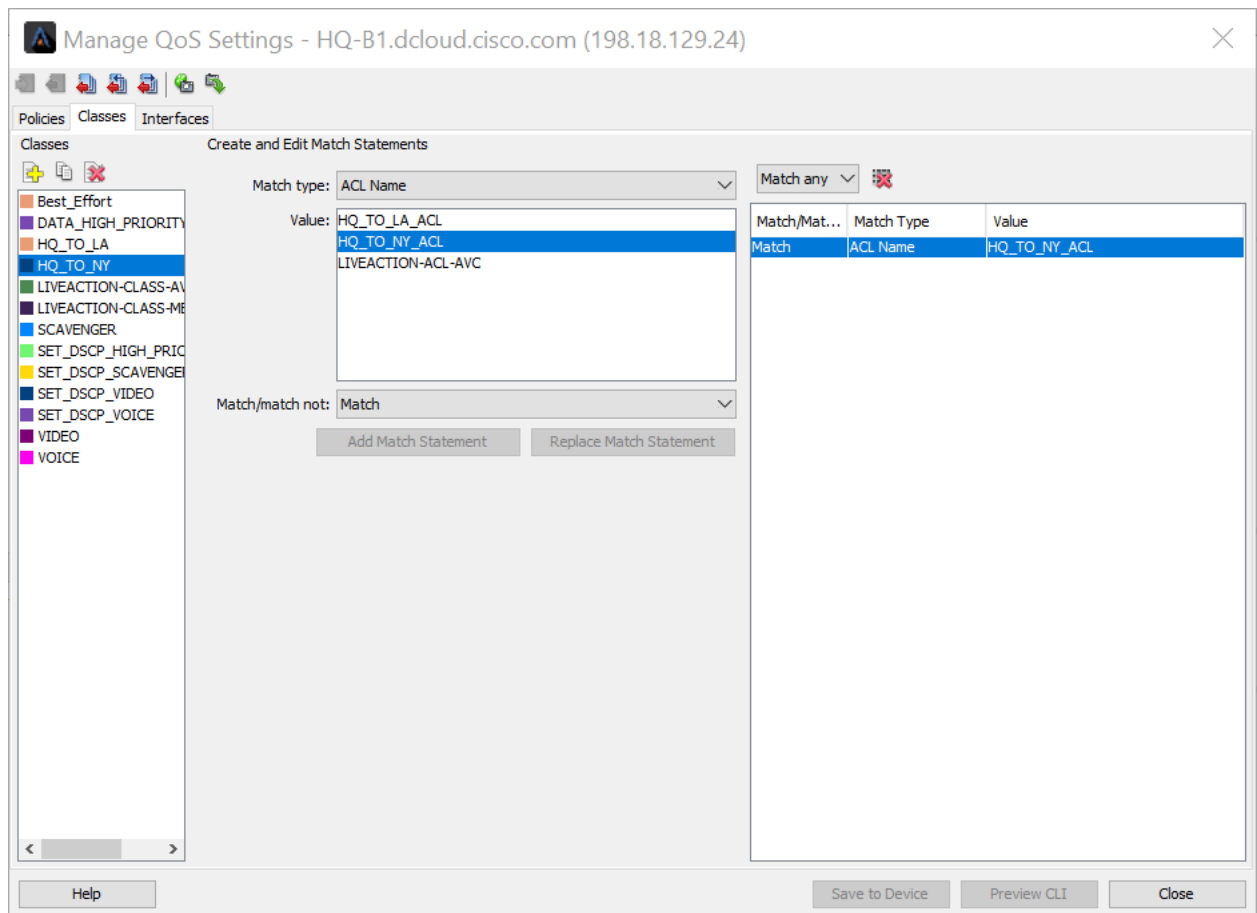 Manage QoS Settings - HQ-B1.dcloud.cisco.com (198.18.129.24)
Policies Classes Interfaces
Classes
Best_Effort
DATA_HIGH_PRIORITY
HQ_TO_LA
HQ_TO_NY
LIVEACTION-CLASS-AV
LIVEACTION-CLASS-ME
SCAVENGER
SET_DSCP_HIGH_PRIC
SET_DSCP_SCAVENGE
SET_DSCP_VIDEO
SET_DSCP_VOICE
VIDEO
VOICE
Create and Edit Match Statements
Match type: ACL Name
Value: HQ_TO_LA_ACL
HQ_TO_NY_ACL
LIVEACTION-ACL-AVC
Match/match not: Match
Add Match Statement Replace Match Statement
Match any
Match/Mat... Match Type Value
Match ACL Name HQ_TO_NY_ACL
Help Save to Device Preview CLI Close